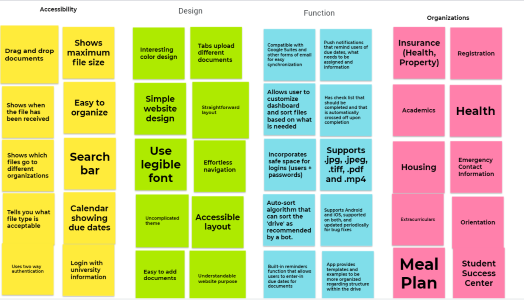 Accessibility
Drag and drop
documents
Shows
maximum
file size
Shows when
the file has
been received
Easy to
organize
Shows which
files go to
different
organizations
Search
bar
Tells you what
file type is
acceptable
Calendar
showing
due dates
Uses two way
authentication
Login with
university
information
Design
Interesting
color design
Tabs upload
different
documents
Simple
website
design
Straightforward
layout
Use
legible
font
Effortless
navigation
Uncomplicated
theme
Accessible
layout
Easy to add
documents
Understandable
website purpose
Function
Compatible with
Google Suites and
other forms of email
for easy
synchronization
Push notifications
that remind users of
due dates, what
needs to be
assigned and
information
Allows user to
customize
dashboard
and sort files
based on what
is needed
Has check list that
should be
completed and that is
automatically
crossed off upon
completion
Incorporates
safe space for
logins (users +
passwords)
Supports
.jpg, .jpeg,
.tiff, .pdf
and .mp4
Auto-sort
algorithm that
can sort the
'drive' as
recommended
by a bot.
Supports Android
and iOS, supported
on both, and
updated periodically
for bug fixes
Built-in reminders
function that allows
users to enter-in
due dates for
documents
App provides
templates and
examples to be
more organized
regarding structure
within the drive
Organizations
Insurance
(Health,
Property)
Registration
Academics
Health
Housing
Emergency
Contact
Information
Extracurriculars
Orientation
Meal
Plan
Student
Success
Center